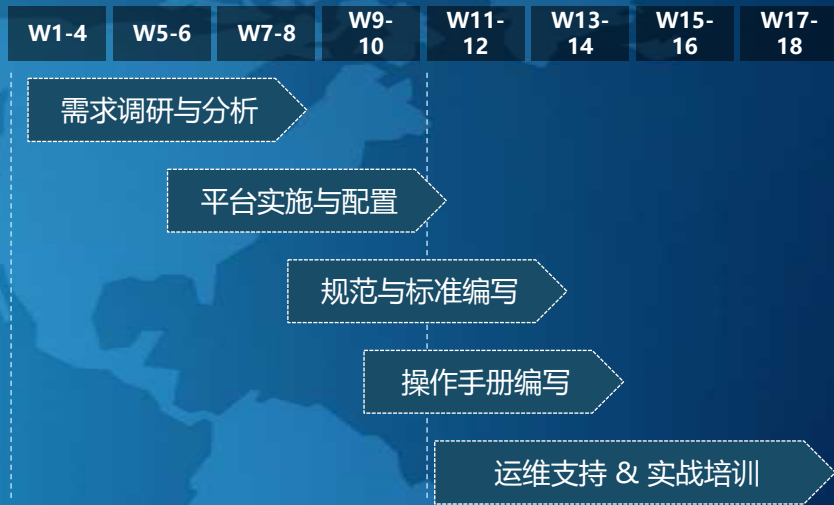 W1-4 W5-6 W7-8 W9-10 W11-12 W13-14 W15-16 W17-18
需求调研与分析
平台实施与配置
规范与标准编写
操作手册编写
运维支持 & 实战培训